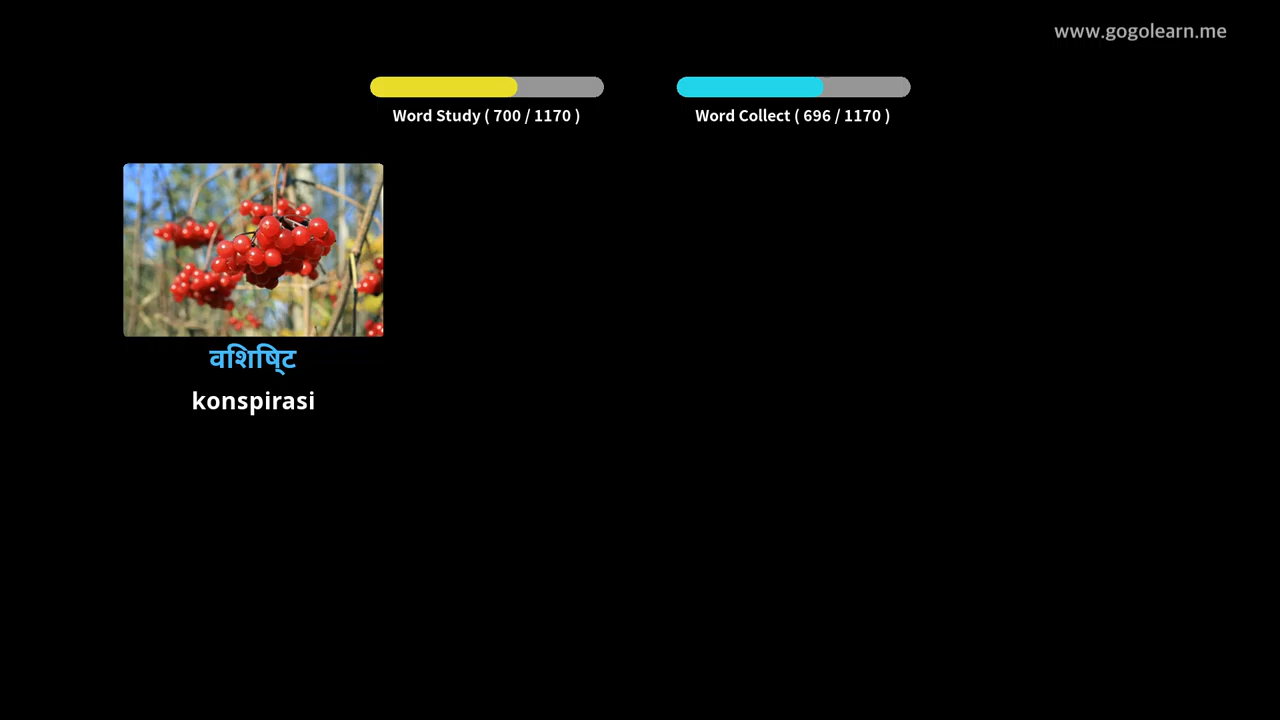 www.gogolearn.me
Word Study ( 700 / 1170 )
Word Collect ( 696 / 1170 )
वशिषि्ट
konspirasi